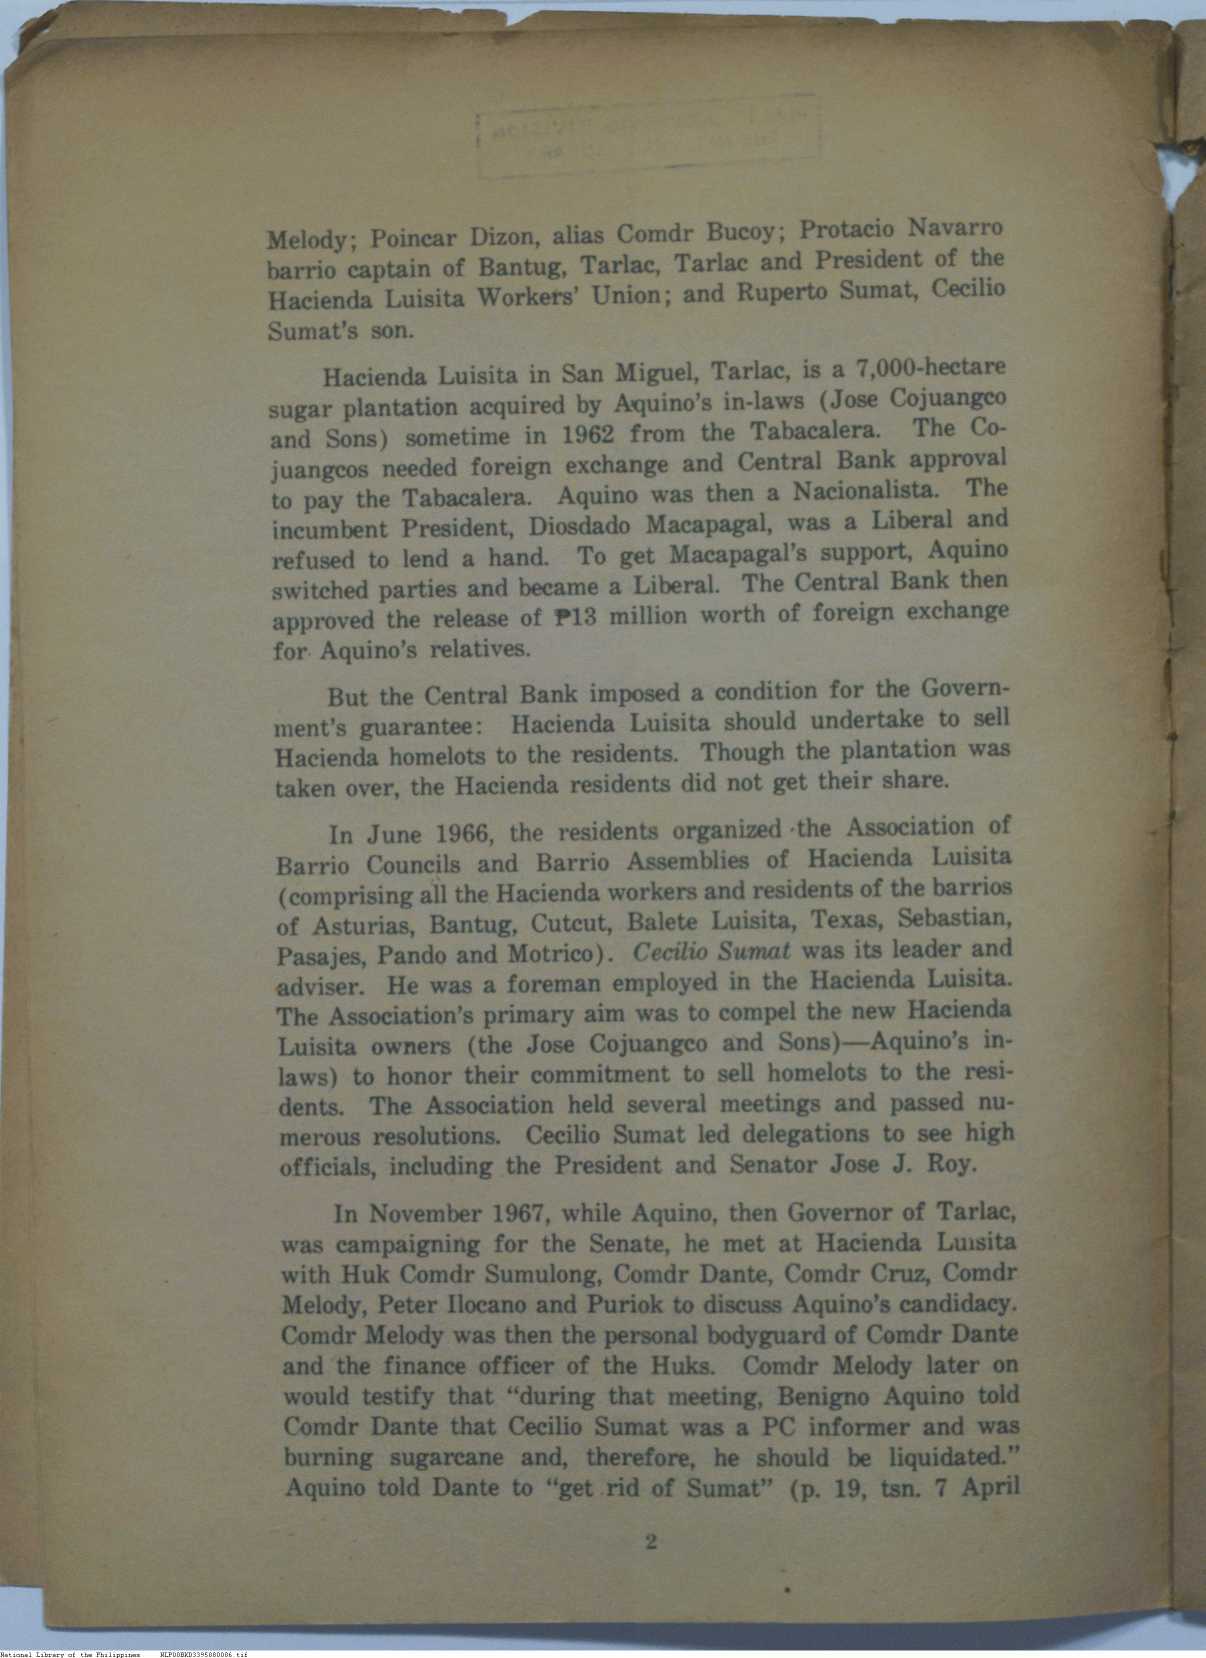 Melody; Poincar Dizon, alias Comdr Bucoy; Protacio Navarro
barrio captain of Bantug, Tarlac, Tarlac and President of the
Hacienda Luisita Workers' Union; and Ruperto Sumat, Cecilio
Sumat's son.
Hacienda Luisita in San Miguel, Tarlac, is a 7,000-hectare
sugar plantation acquired by Aquino's in-laws (Jose Cojuangco
and Sons) sometime in 1962 from the Tabacalera. The Co-
juangcos needed foreign exchange and Central Bank approval
to pay the Tabacalera. Aquino was then a Nacionalista. The
incumbent President, Diosdado Macapagal, was a Liberal and
refused to lend a hand. To get Macapagal's support, Aquino
switched parties and became a Liberal. The Central Bank then
approved the release of ₱13 million worth of foreign exchange
for Aquino's relatives.
But the Central Bank imposed a condition for the Govern-
ment's guarantee: Hacienda Luisita should undertake to sell
Hacienda homelots to the residents. Though the plantation was
taken over, the Hacienda residents did not get their share.
In June 1966, the residents organized the Association of
Barrio Councils and Barrio Assemblies of Hacienda Luisita
(comprising all the Hacienda workers and residents of the barrios
of Asturias, Bantug, Cutcut, Balete Luisita, Texas, Sebastian,
Pasajes, Pando and Motrico). Cecilio Sumat was its leader and
adviser. He was a foreman employed in the Hacienda Luisita.
The Association's primary aim was to compel the new Hacienda
Luisita owners (the Jose Cojuangco and Sons)—Aquino's in-
laws) to honor their commitment to sell homelots to the resi-
dents. The Association held several meetings and passed nu-
merous resolutions. Cecilio Sumat led delegations to see high
officials, including the President and Senator Jose J. Roy.
In November 1967, while Aquino, then Governor of Tarlac,
was campaigning for the Senate, he met at Hacienda Luisita
with Huk Comdr Sumulong, Comdr Dante, Comdr Cruz, Comdr
Melody, Peter Ilocano and Puriok to discuss Aquino's candidacy.
Comdr Melody was then the personal bodyguard of Comdr Dante
and the finance officer of the Huks. Comdr Melody later on
would testify that "during that meeting, Benigno Aquino told
Comdr Dante that Cecilio Sumat was a PC informer and was
burning sugarcane and, therefore, he should be liquidated."
Aquino told Dante to "get rid of Sumat" (p. 19, tsn. 7 April
2
National Library of the Philippines NLP00BKD3395880086.tif